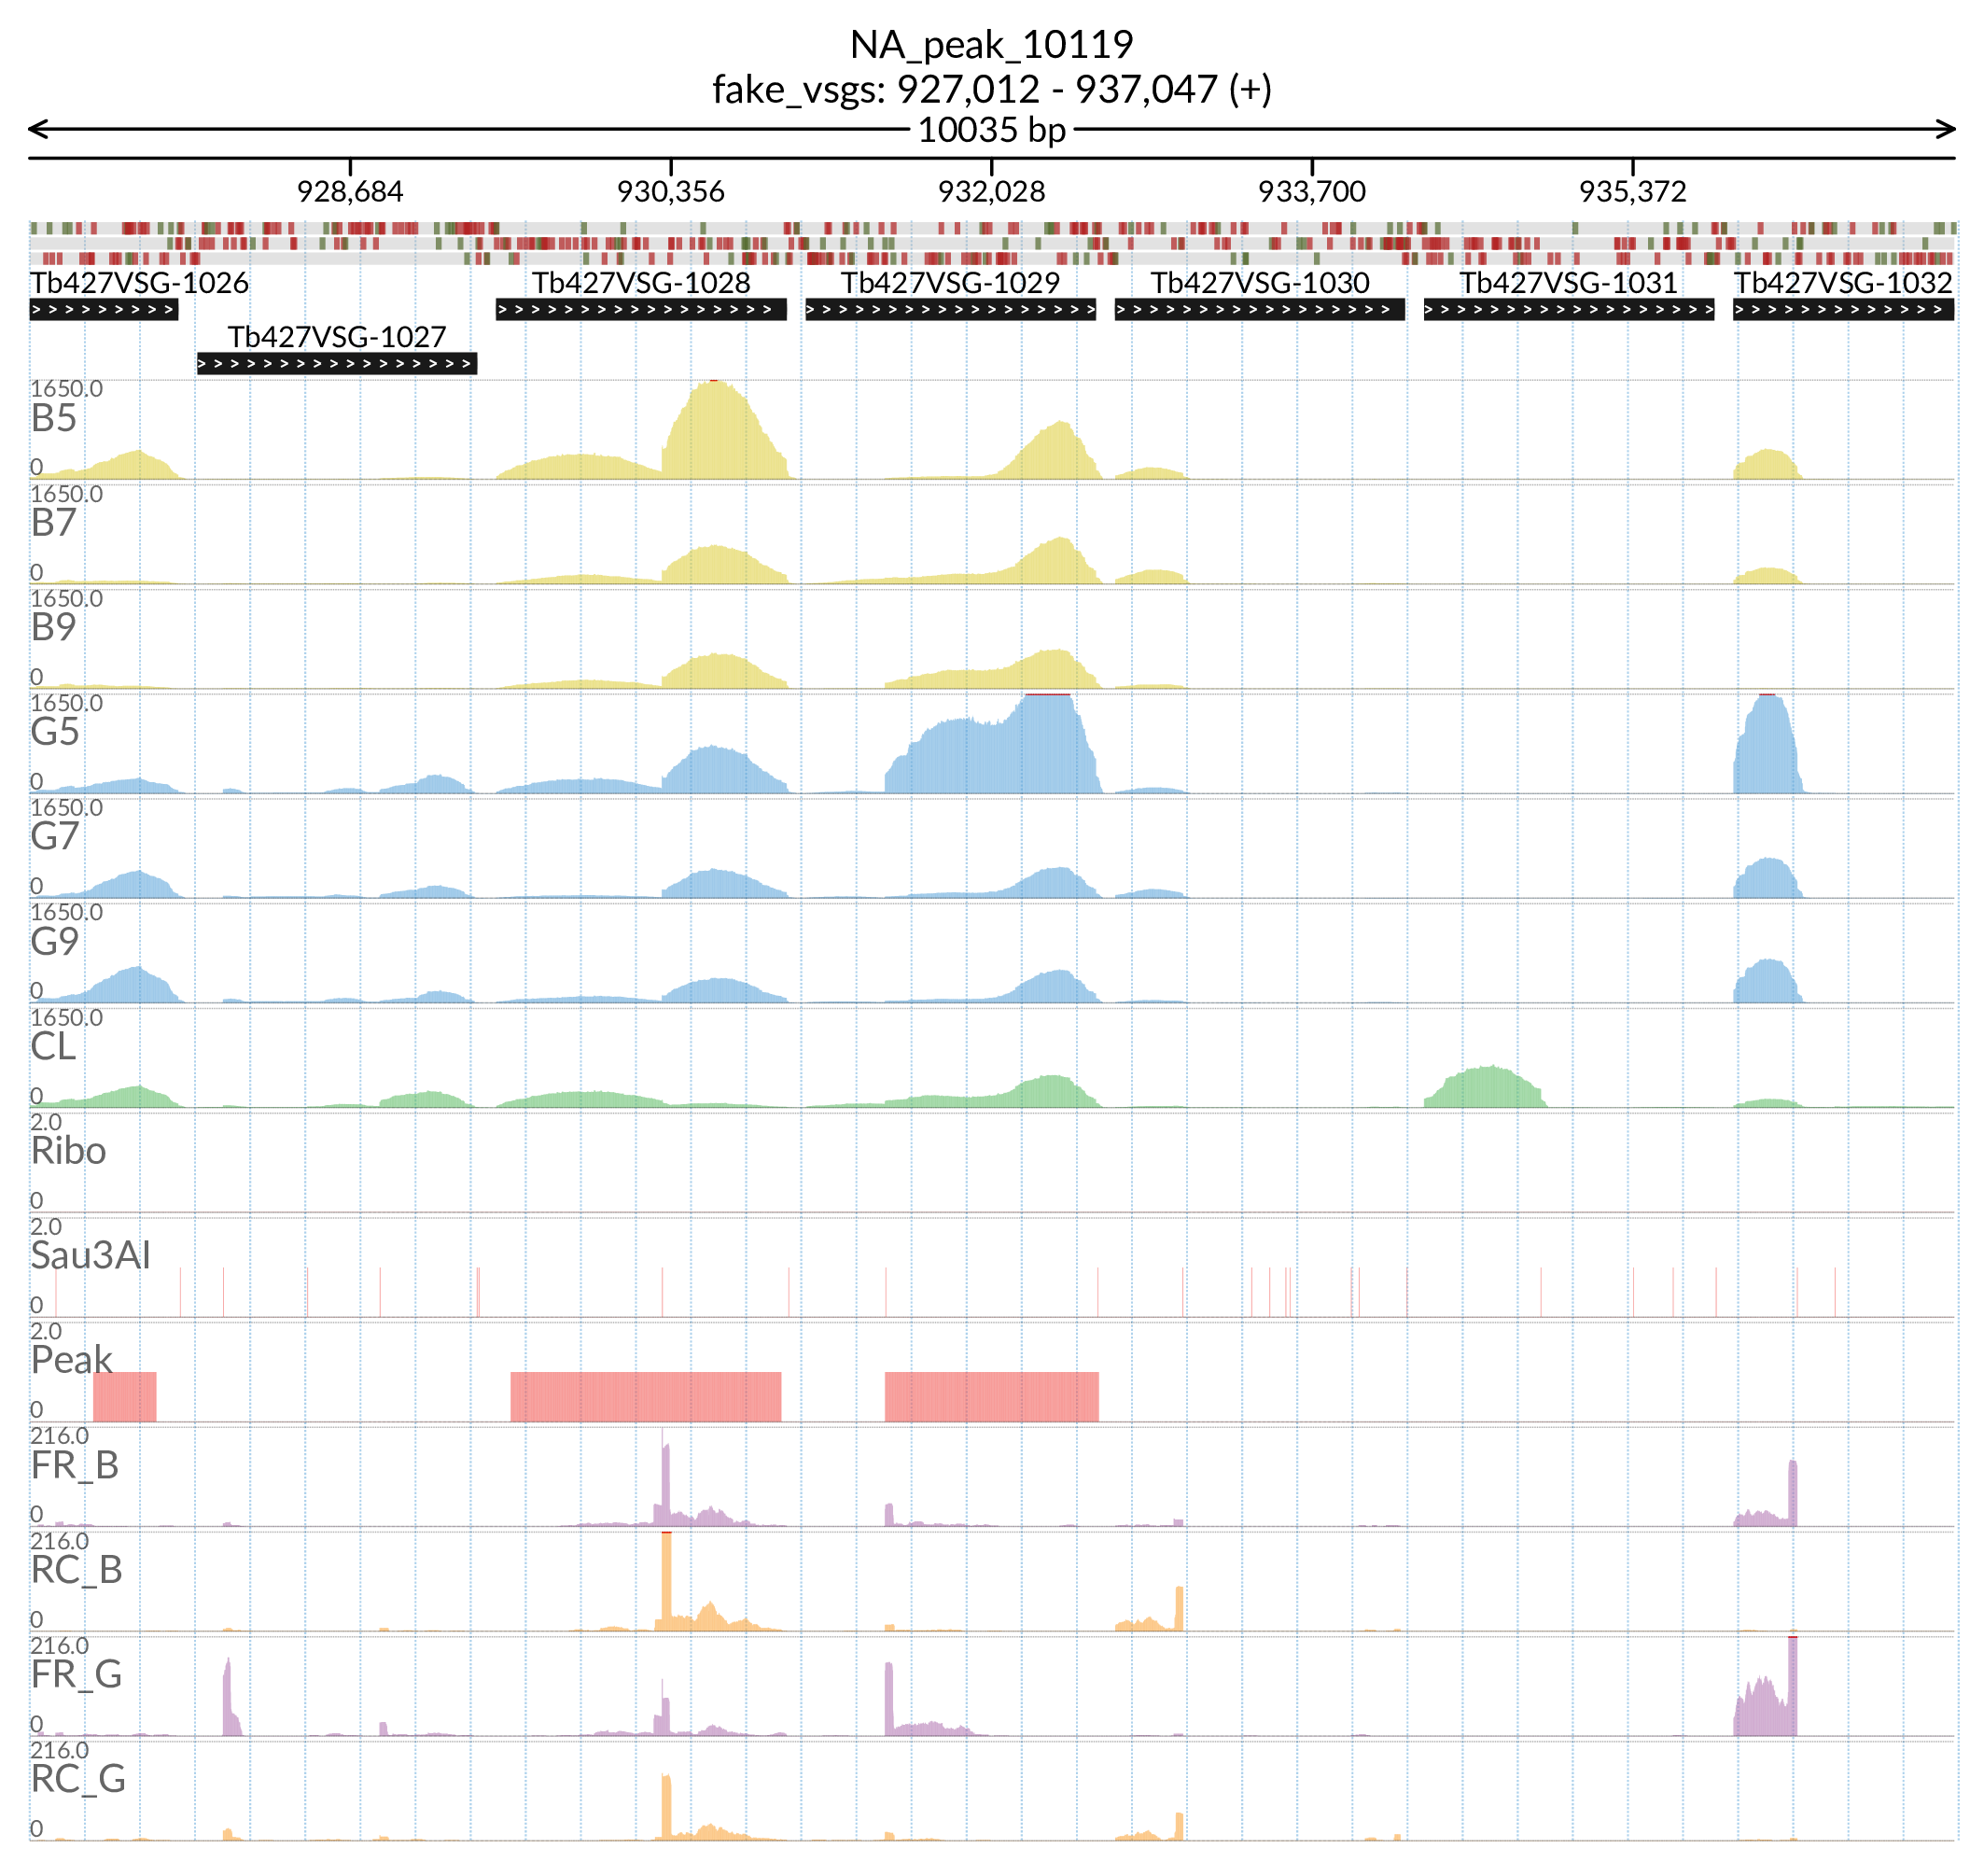 NA_peak_10119
fake_vsgs: 927,012 - 937,047 (+)
10035 bp
928,684 930,356 932,028 933,700 935,372
Tb427VSG-1026 Tb427VSG-1028 Tb427VSG-1029 Tb427VSG-1030 Tb427VSG-1031 Tb427VSG-1032
Tb427VSG-1027
1650.0
B5
0
1650.0
B7
0
1650.0
B9
0
1650.0
G5
0
1650.0
G7
0
1650.0
G9
0
1650.0
CL
0
2.0
Ribo
0
2.0
Sau3AI
0
2.0
Peak
0
216.0
FR_B
0
216.0
RC_B
0
216.0
FR_G
0
216.0
RC_G
0